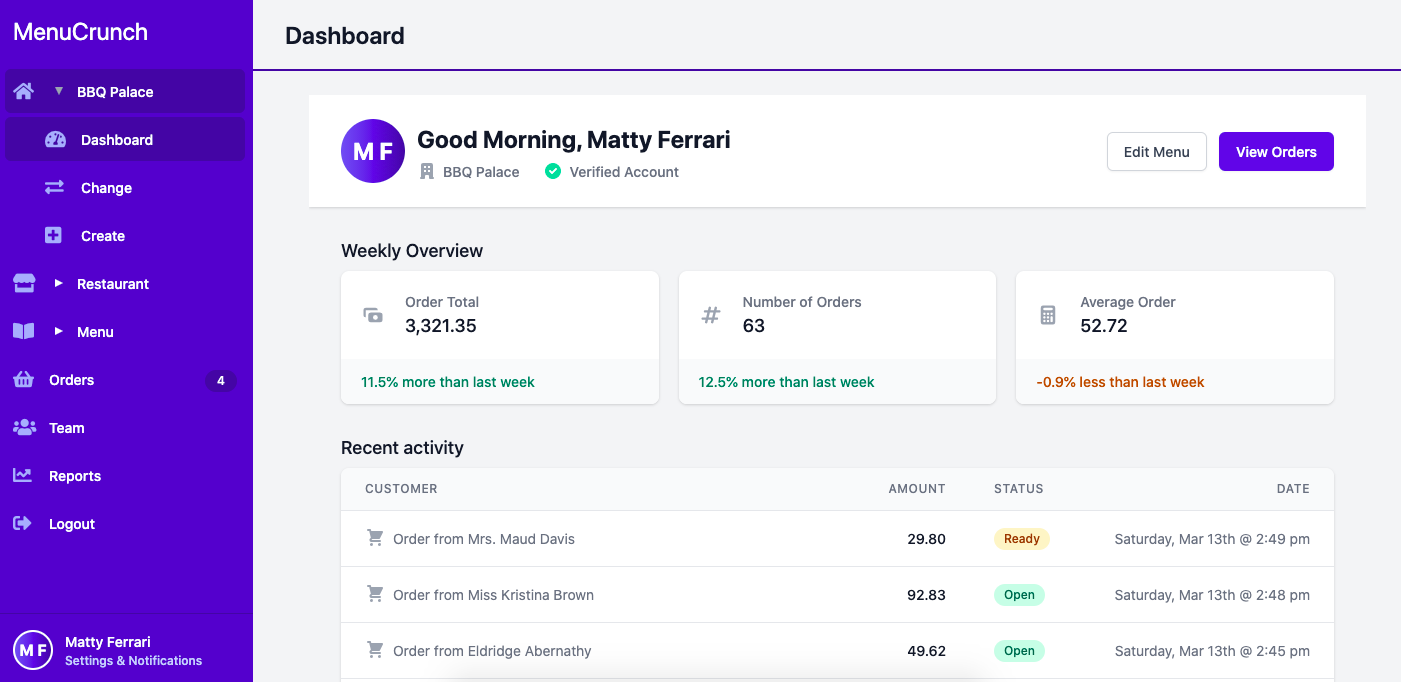 MenuCrunch
BBQ Palace
Dashboard
Change
Create
Restaurant
Menu
Orders 4
Team
Reports
Logout
MF Matty Ferrari
Settings & Notifications
Dashboard
MF
Good Morning, Matty Ferrari
BBQ Palace Verified Account
Edit Menu View Orders
Weekly Overview
Order Total
3,321.35
11.5% more than last week
Number of Orders
63
12.5% more than last week
Average Order
52.72
-0.9% less than last week
Recent activity
CUSTOMER AMOUNT STATUS DATE
Order from Mrs. Maud Davis 29.80 Ready Saturday, Mar 13th @ 2:49 pm
Order from Miss Kristina Brown 92.83 Open Saturday, Mar 13th @ 2:48 pm
Order from Eldridge Abernathy 49.62 Open Saturday, Mar 13th @ 2:45 pm